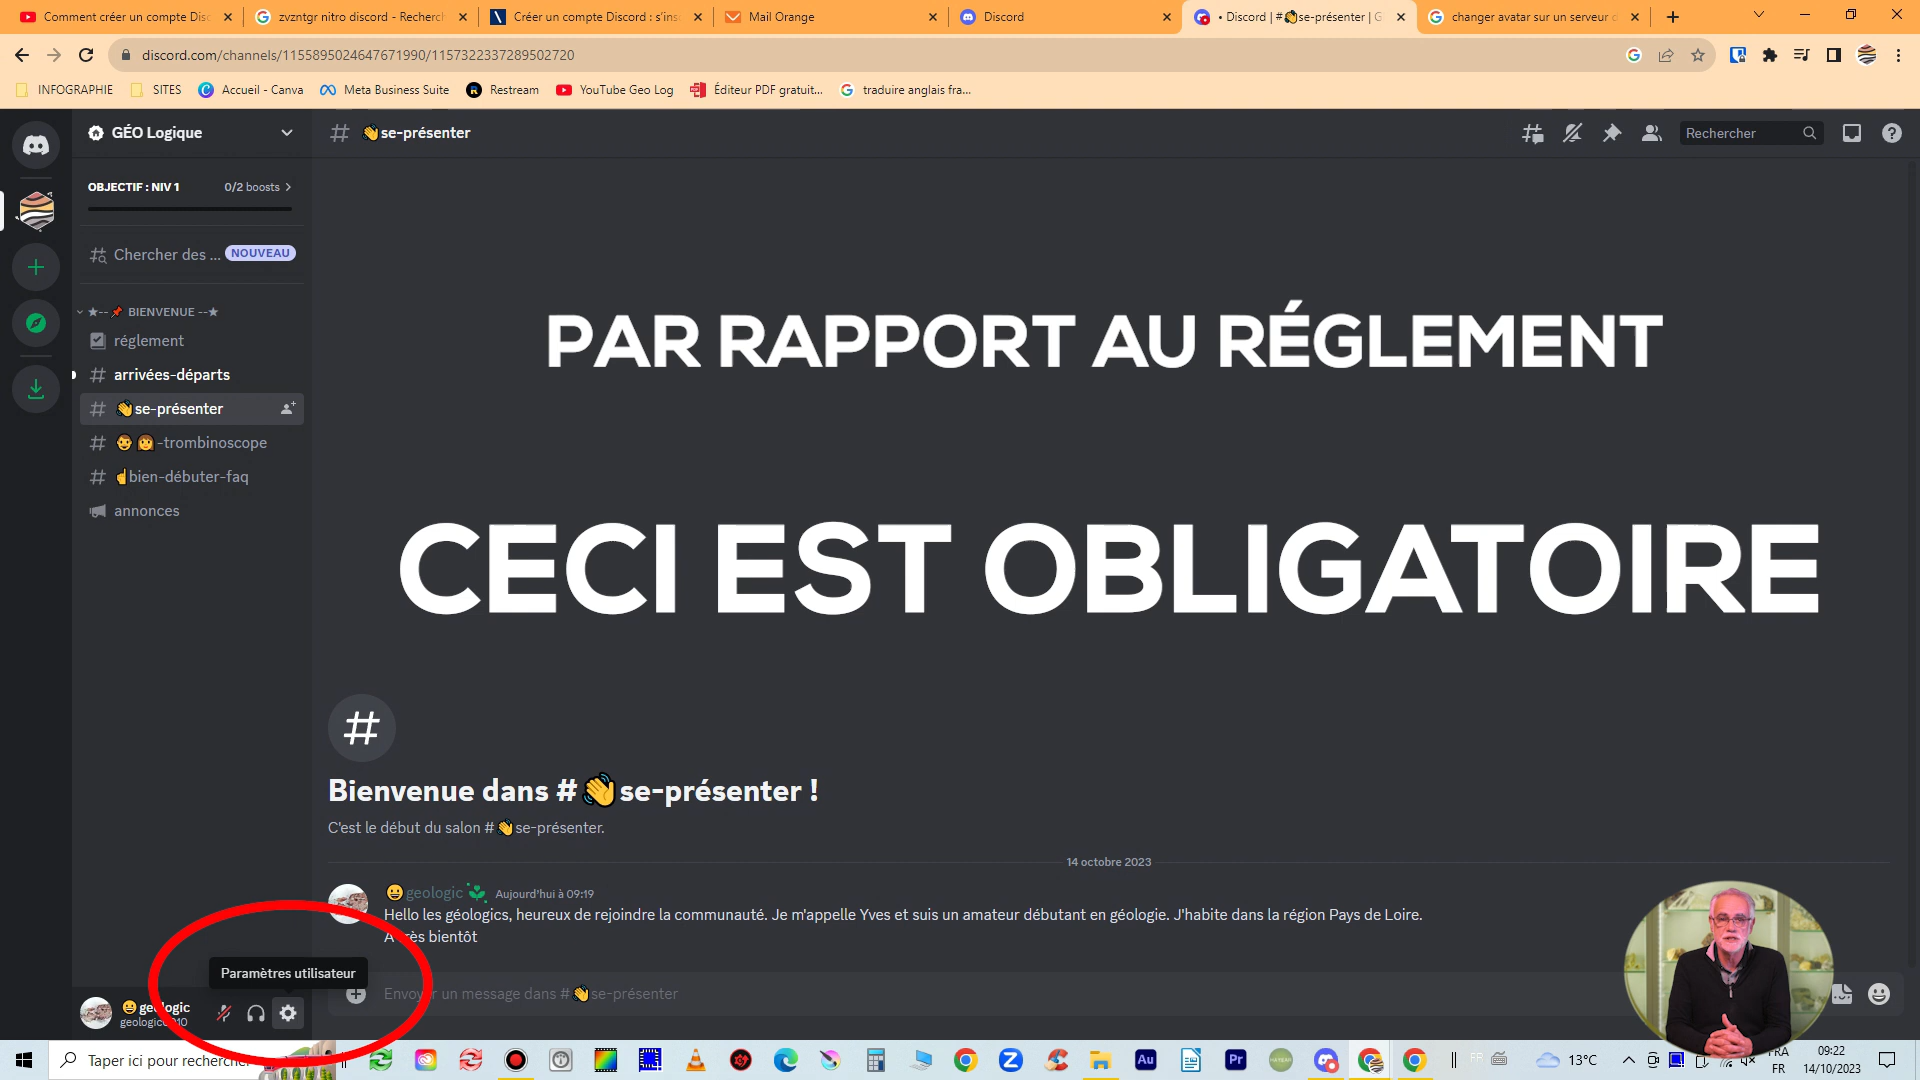 Comment créer un compte Disc
zvzntgr nitro discord - Recherch
Créer un compte Discord : s'ins
Mail Orange
Discord
• Discord | #👋se-présenter | G
changer avatar sur un serveur d
discord.com/channels/1155895024647671990/1157322337289502720
INFOGRAPHIE
SITES
Accueil - Canva
Meta Business Suite
Restream
YouTube Geo Log
Éditeur PDF gratuit...
traduire anglais fra...
GÉO Logique
# 👋se-présenter
Rechercher
OBJECTIF : NIV 1
0/2 boosts
Chercher des ...
NOUVEAU
★-- 📌 BIENVENUE --★
réglement
arrivées-départs
👋se-présenter
-trombinoscope
☝bien-débuter-faq
annonces
PAR RAPPORT AU RÉGLEMENT
CECI EST OBLIGATOIRE
Bienvenue dans #👋se-présenter !
C'est le début du salon #👋se-présenter.
14 octobre 2023
😀geologic
Aujourd'hui à 09:19
Hello les géologics, heureux de rejoindre la communauté. Je m'appelle Yves et suis un amateur débutant en géologie. J'habite dans la région Pays de Loire.
A très bientôt
Paramètres utilisateur
Envoyer un message dans #👋se-présenter
😀geologic
Taper ici pour recherche
Au
Pr
13°C
FRA
FR
09:22
14/10/2023